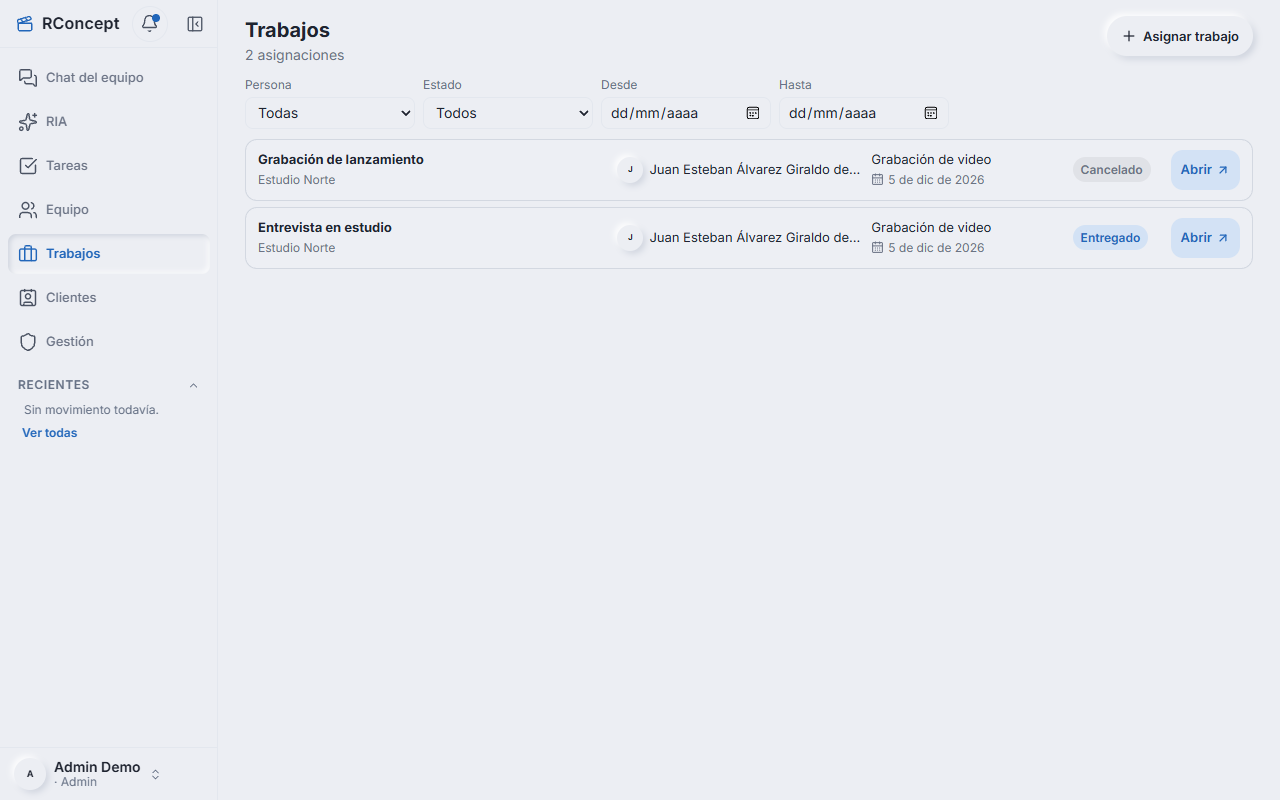 RConcept
Chat del equipo
RIA
Tareas
Equipo
Trabajos
Clientes
Gestión
RECIENTES
Sin movimiento todavía.
Ver todas
A
Admin Demo
· Admin
Trabajos
2 asignaciones
Asignar trabajo
Persona
Estado
Desde
Hasta
Todas
Todos
dd/mm/aaaa
dd/mm/aaaa
Grabación de lanzamiento
Estudio Norte
J
Juan Esteban Álvarez Giraldo de...
Grabación de video
5 de dic de 2026
Cancelado
Abrir
Entrevista en estudio
Estudio Norte
J
Juan Esteban Álvarez Giraldo de...
Grabación de video
5 de dic de 2026
Entregado
Abrir